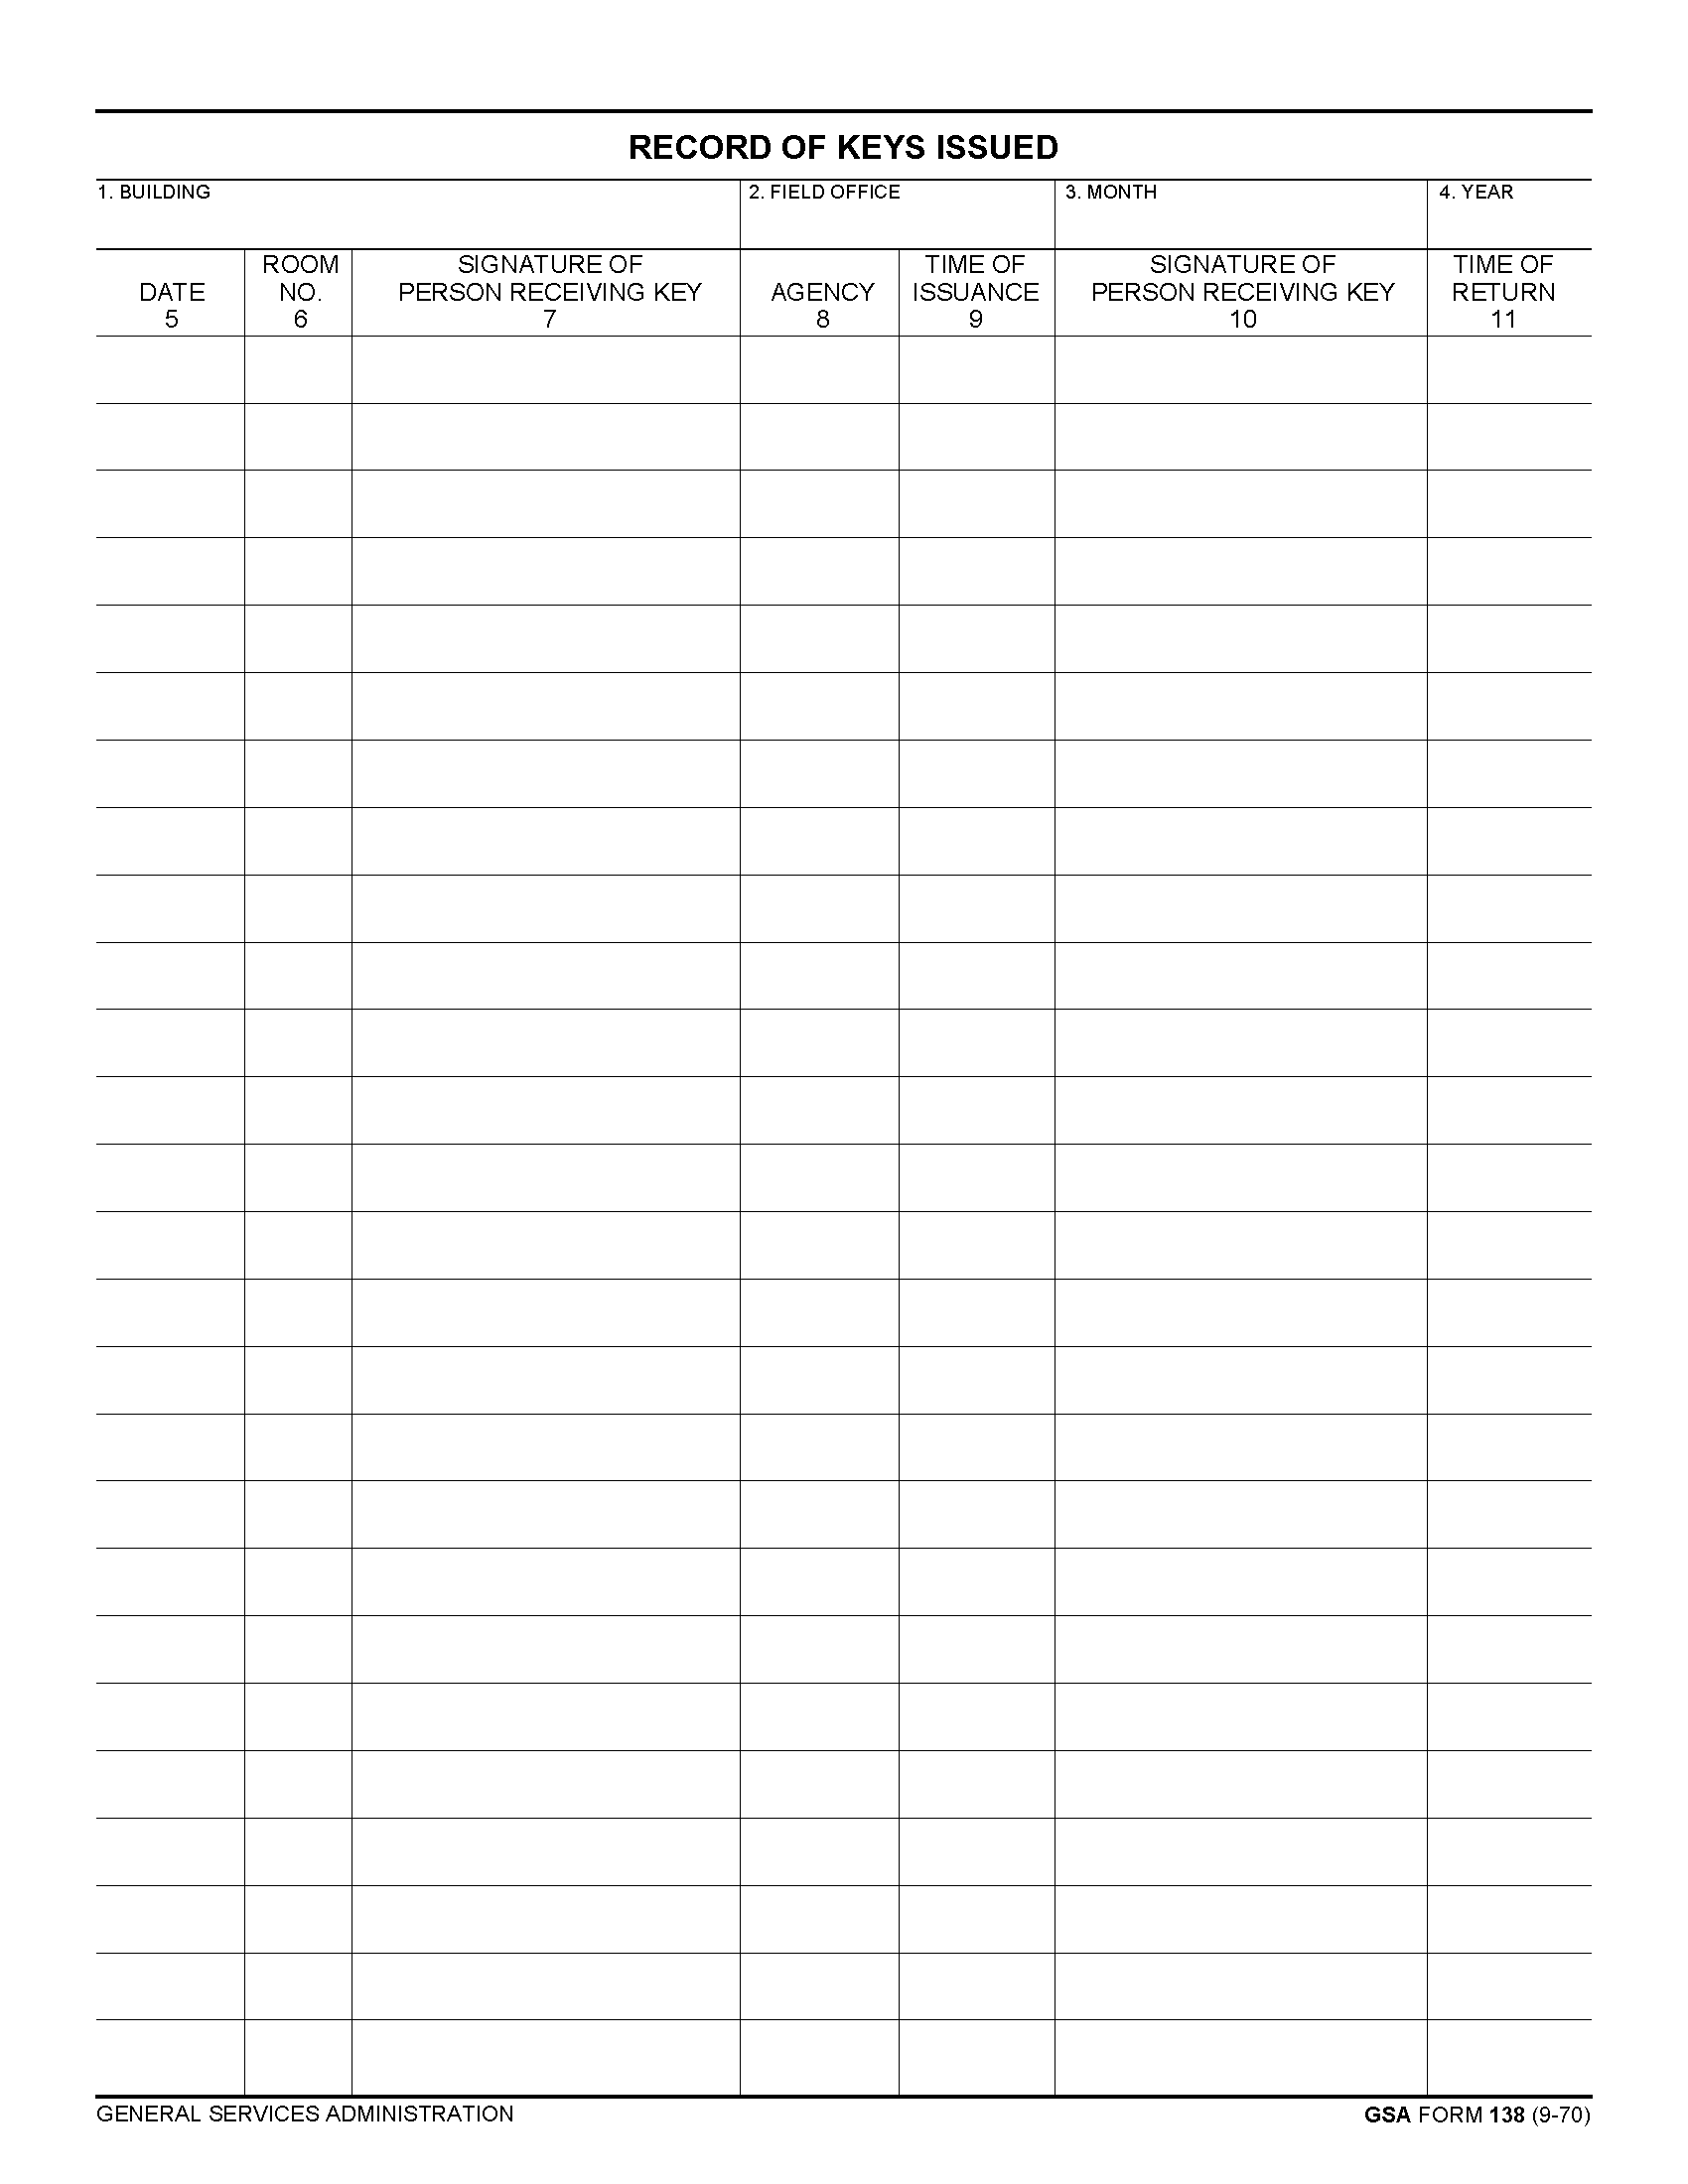 RECORD OF KEYS ISSUED
1. BUILDING
2. FIELD OFFICE
3. MONTH
4. YEAR
DATE
5
ROOM
NO.
6
SIGNATURE OF
PERSON RECEIVING KEY
7
AGENCY
8
TIME OF
ISSUANCE
9
SIGNATURE OF
PERSON RECEIVING KEY
10
TIME OF
RETURN
11
GENERAL SERVICES ADMINISTRATION
GSA FORM 138 (9-70)